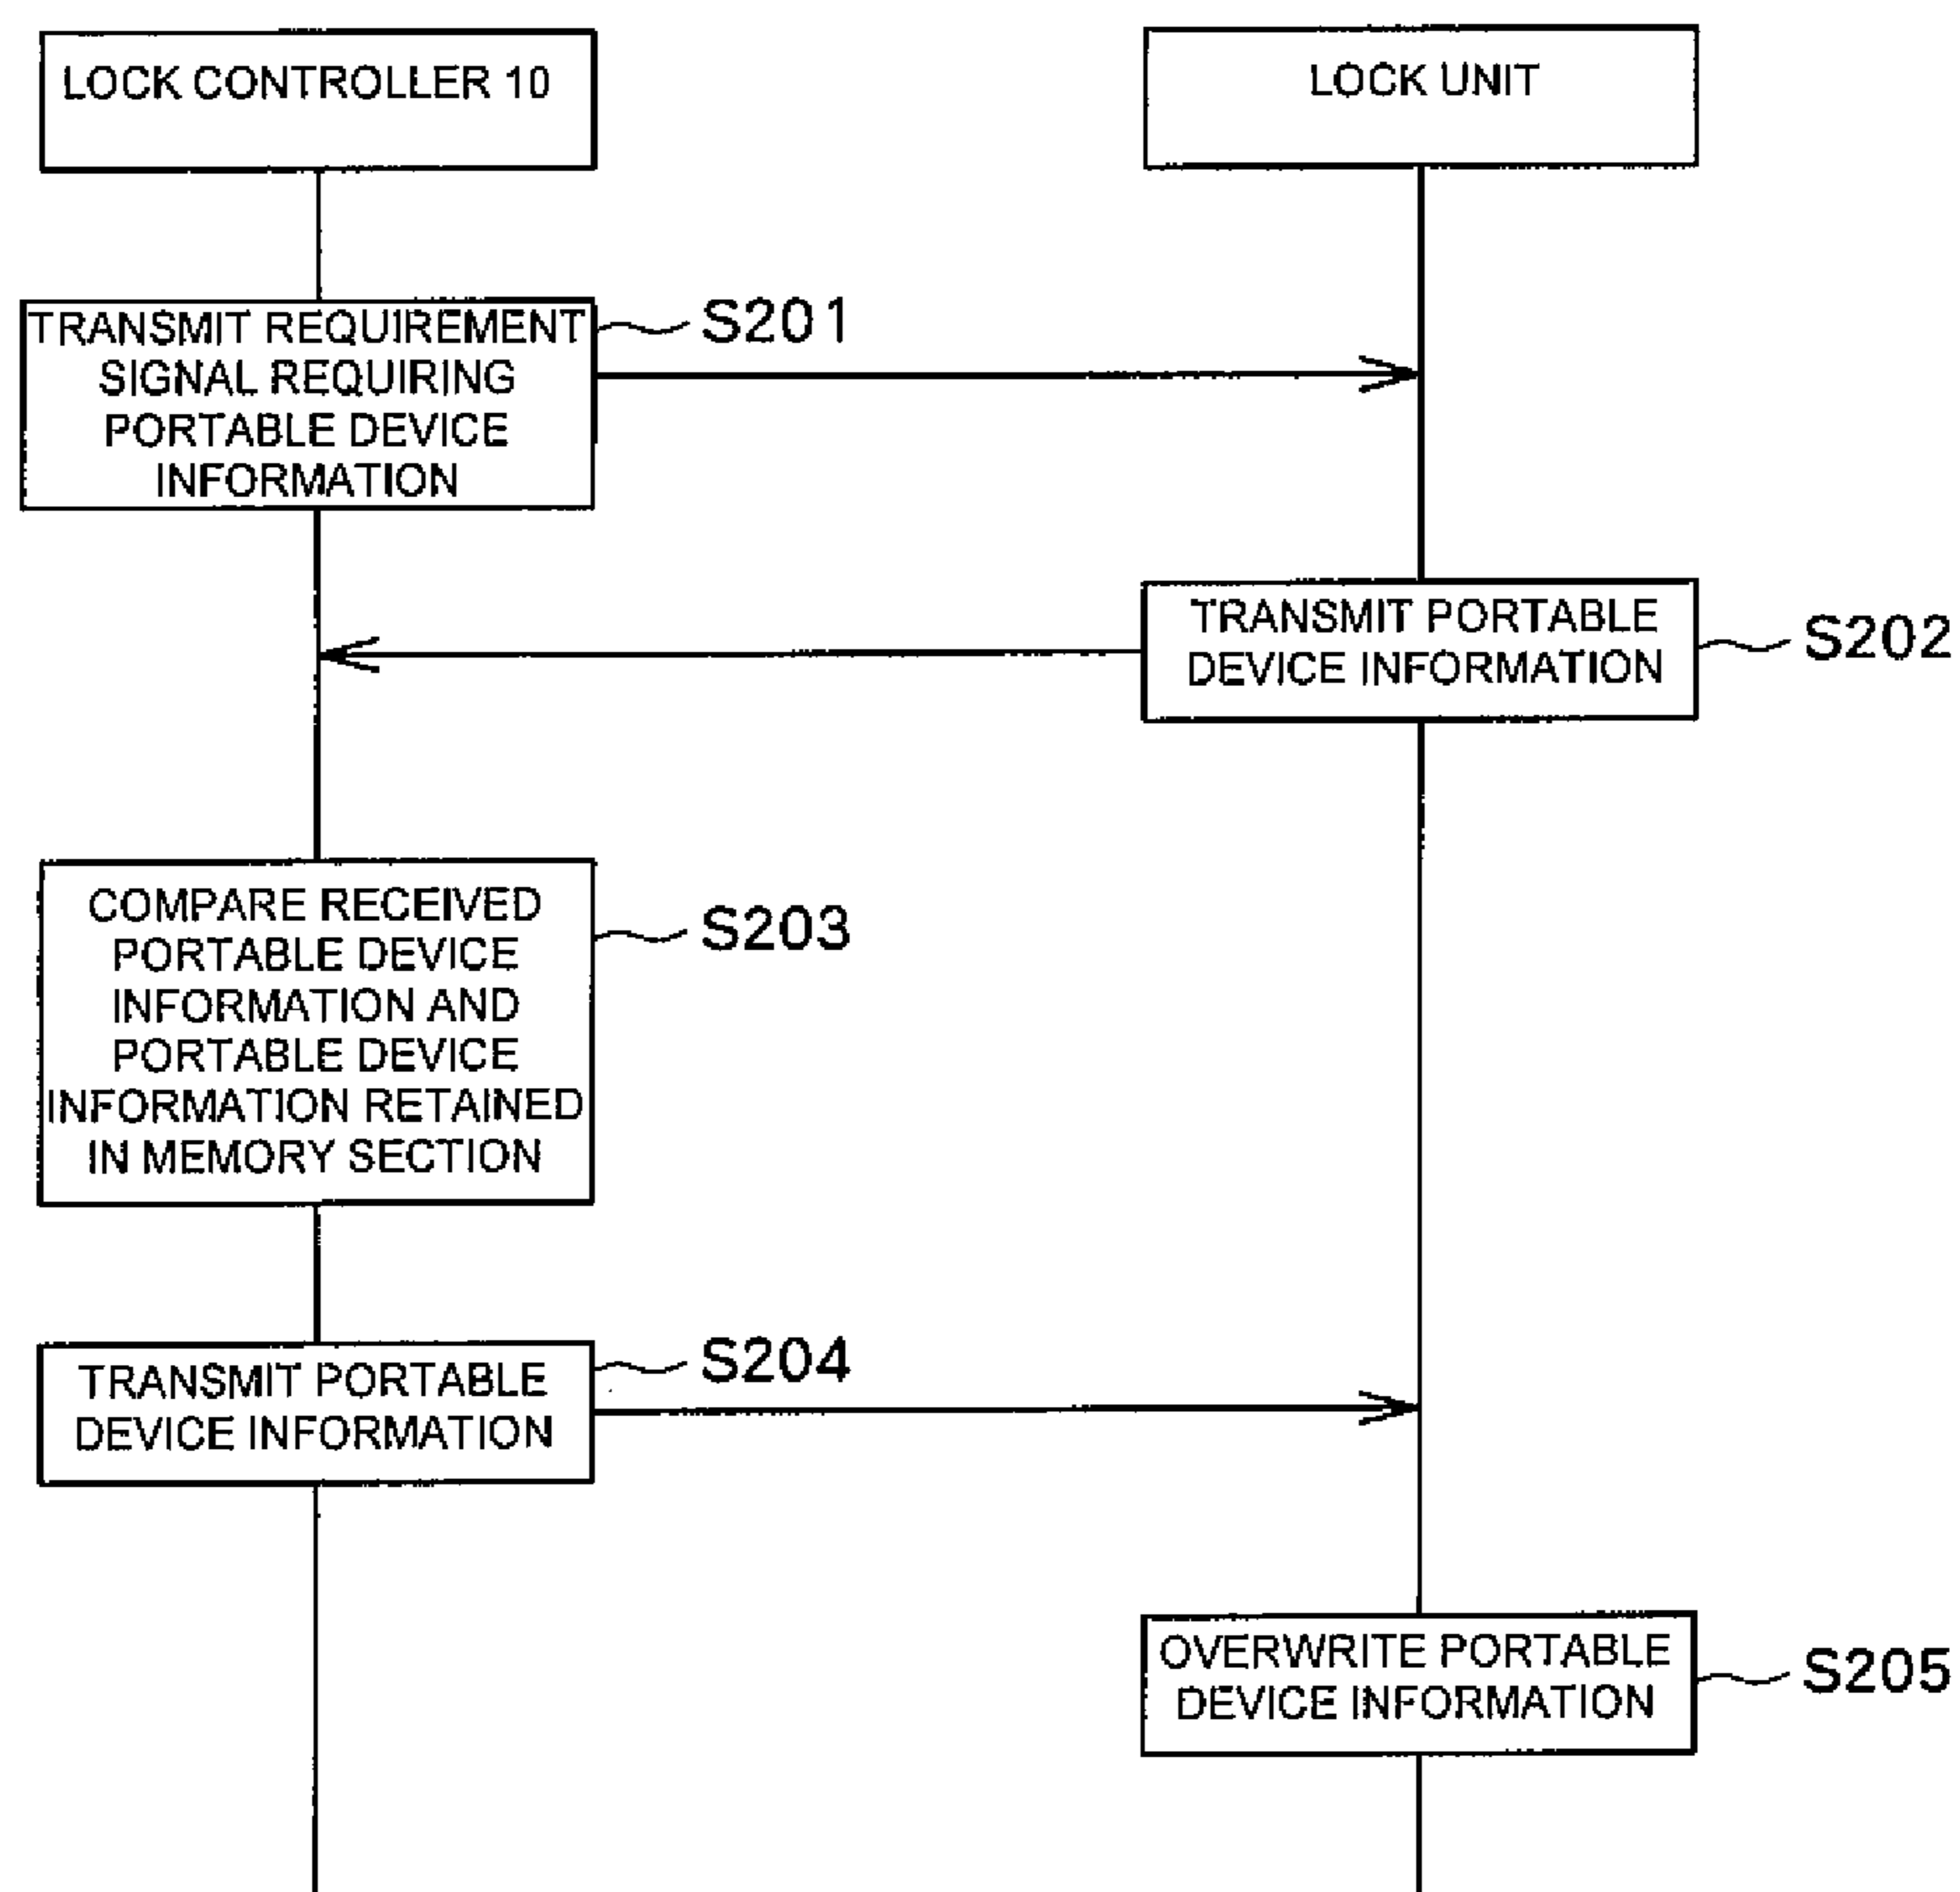 LOCK CONTROLLER 10
LOCK UNIT
TRANSMIT REQUIREMENT
SIGNAL REQUIRING
PORTABLE DEVICE
INFORMATION
S201
TRANSMIT PORTABLE
DEVICE INFORMATION
S202
COMPARE RECEIVED
PORTABLE DEVICE
INFORMATION AND
PORTABLE DEVICE
INFORMATION RETAINED
IN MEMORY SECTION
S203
TRANSMIT PORTABLE
DEVICE INFORMATION
S204
OVERWRITE PORTABLE
DEVICE INFORMATION
S205